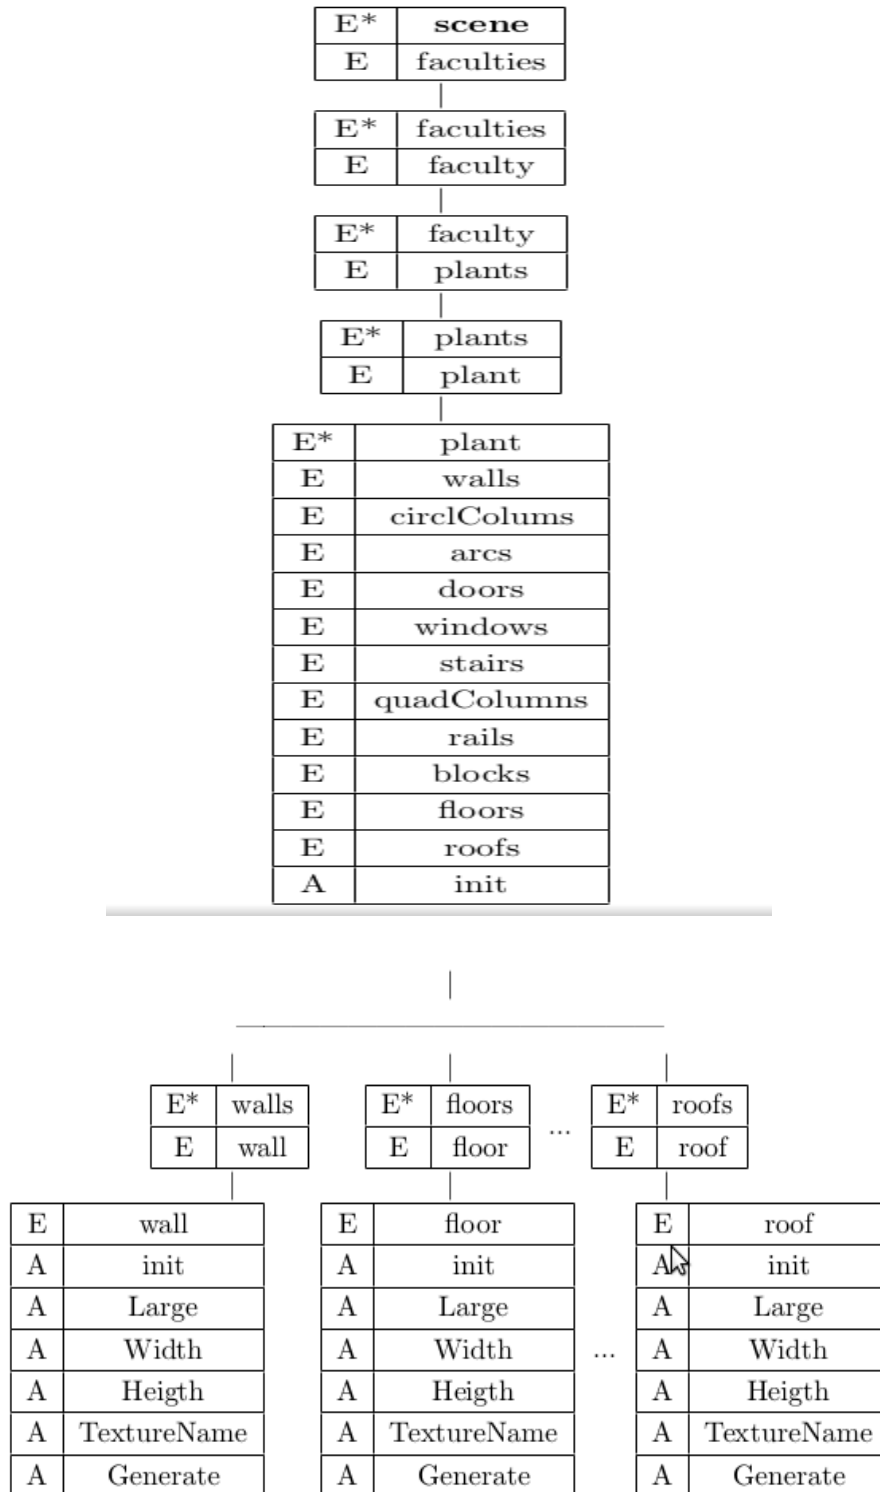 E* scene
E faculties
E* faculties
E faculty
E* faculty
E plants
E* plants
E plant
E* plant
E walls
E circlColums
E arcs
E doors
E windows
E stairs
E quadColumns
E rails
E blocks
E floors
E roofs
A init
E* walls E* floors E* roofs
...
E wall E floor E roof
E wall E floor E roof
A init A init A init
A Large A Large A Large
A Width A Width ... A Width
A Heigth A Heigth A Heigth
A TextureName A TextureName A TextureName
A Generate A Generate A Generate